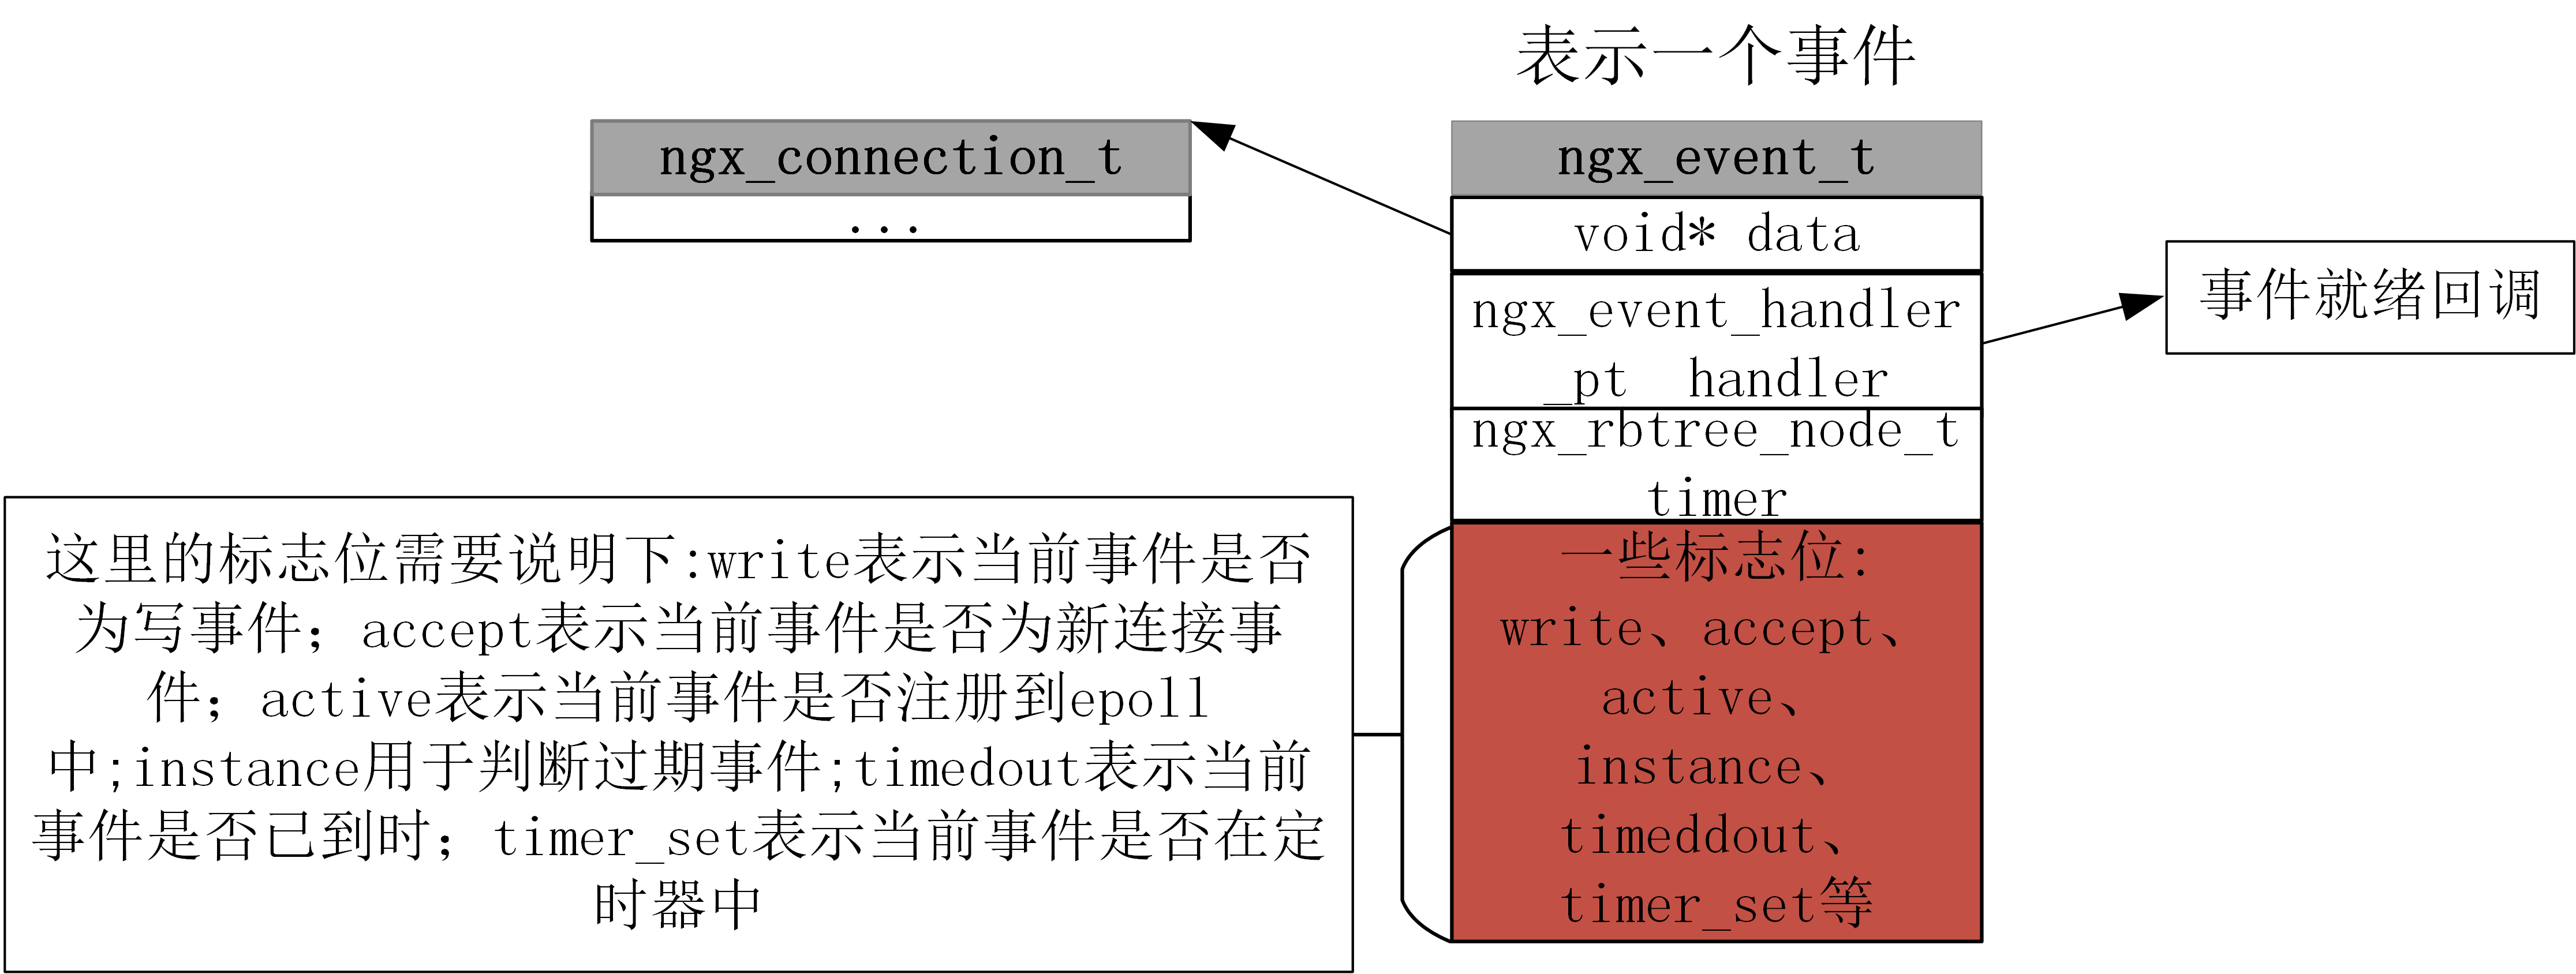 表示一个事件
ngx_connection_t
...
ngx_event_t
void* data
ngx_event_handler
_pt  handler
事件就绪回调
ngx_rbtree_node_t
timer
这里的标志位需要说明下:write表示当前事件是否
为写事件；accept表示当前事件是否为新连接事
件；active表示当前事件是否注册到epoll
中;instance用于判断过期事件;timedout表示当前
事件是否已到时；timer_set表示当前事件是否在定
时器中
一些标志位:
write、accept、
active、
instance、
timeddout、
timer_set等